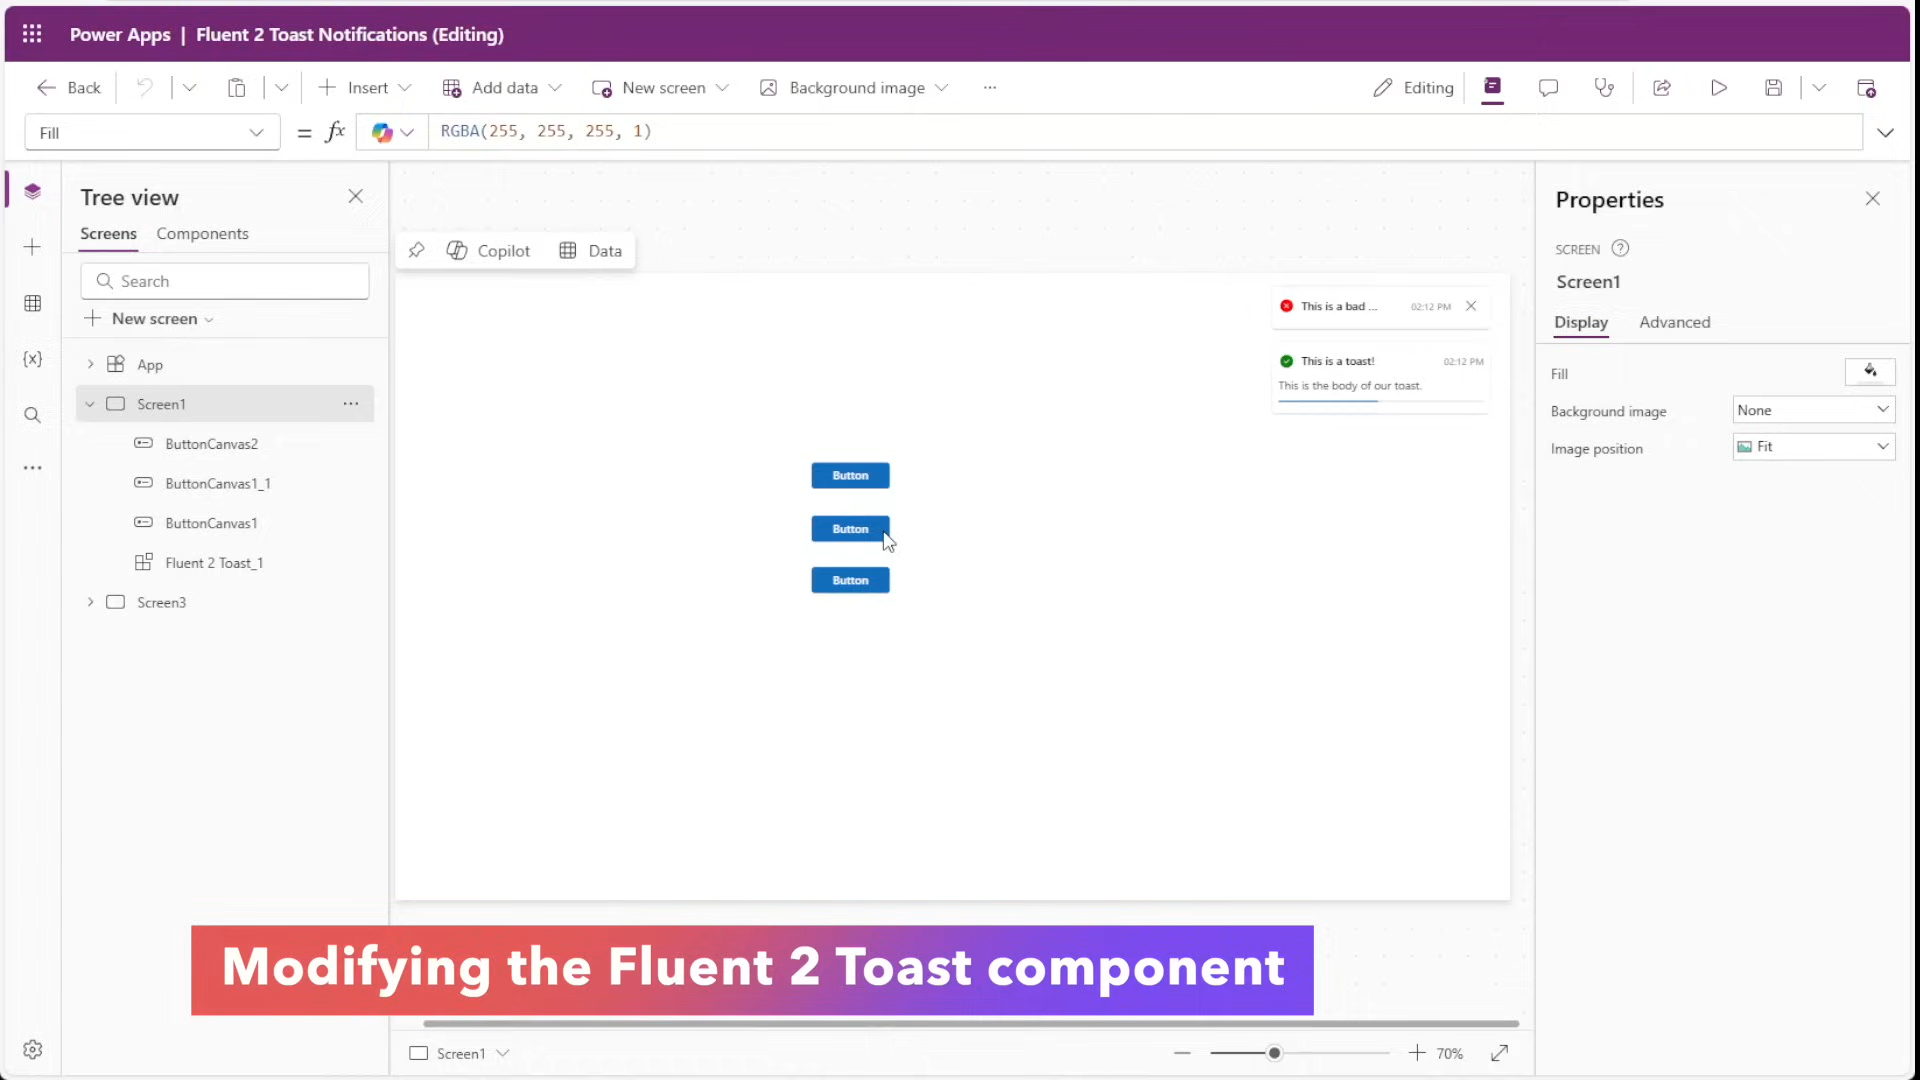 Power Apps | Fluent 2 Toast Notifications (Editing)
Back
Insert
Add data
New screen
Background image
...
Editing
Fill
= fx
RGBA(255, 255, 255, 1)
Tree view
Screens
Components
Search
New screen
App
Screen1
...
ButtonCanvas2
ButtonCanvas1_1
ButtonCanvas1
Fluent 2 Toast_1
Screen3
{x}
Copilot
Data
This is a bad ...
02:12 PM
This is a toast!
02:12 PM
This is the body of our toast.
Button
Button
Button
Properties
SCREEN ?
Screen1
Display
Advanced
Fill
Background image
None
Image position
Fit
Modifying the Fluent 2 Toast component
Screen1
70%